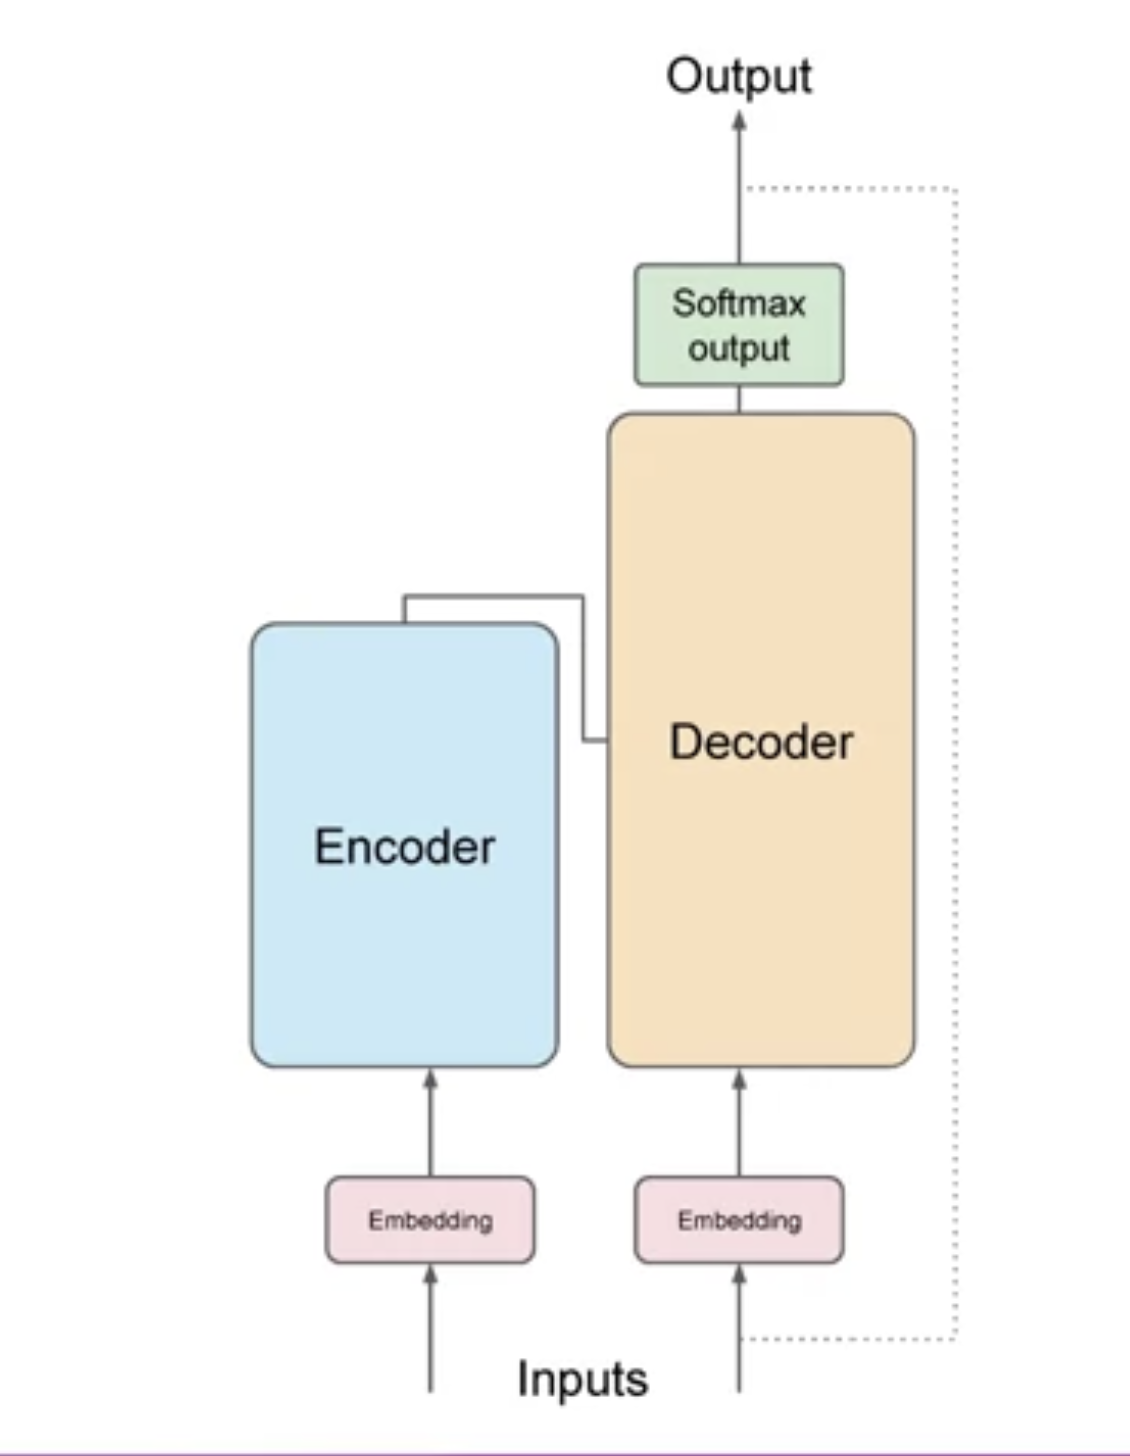 Output
Softmax
output
Decoder
Encoder
Embedding
Embedding
Inputs